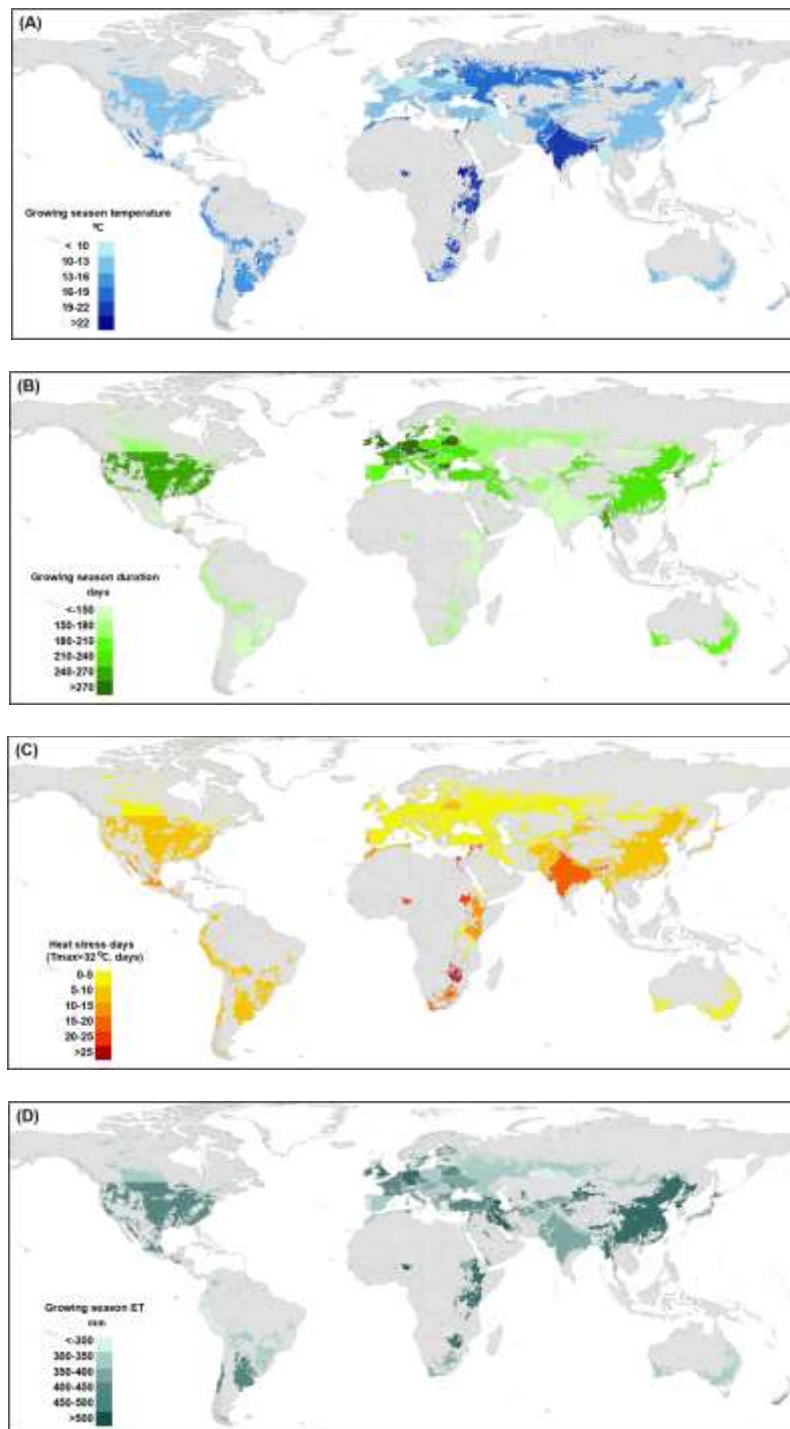 (A)
Growing season temperature
ºC
< 10
10-13
13-16
16-19
19-22
>22
(B)
Growing season duration
days
<-150
150-180
180-210
210-240
240-270
>270
(C)
Heat stress days
(Tmax>32 ºC, days)
0-5
5-10
10-15
15-20
20-25
>25
(D)
Growing season ET
mm
<-300
300-350
350-400
400-450
450-500
>500